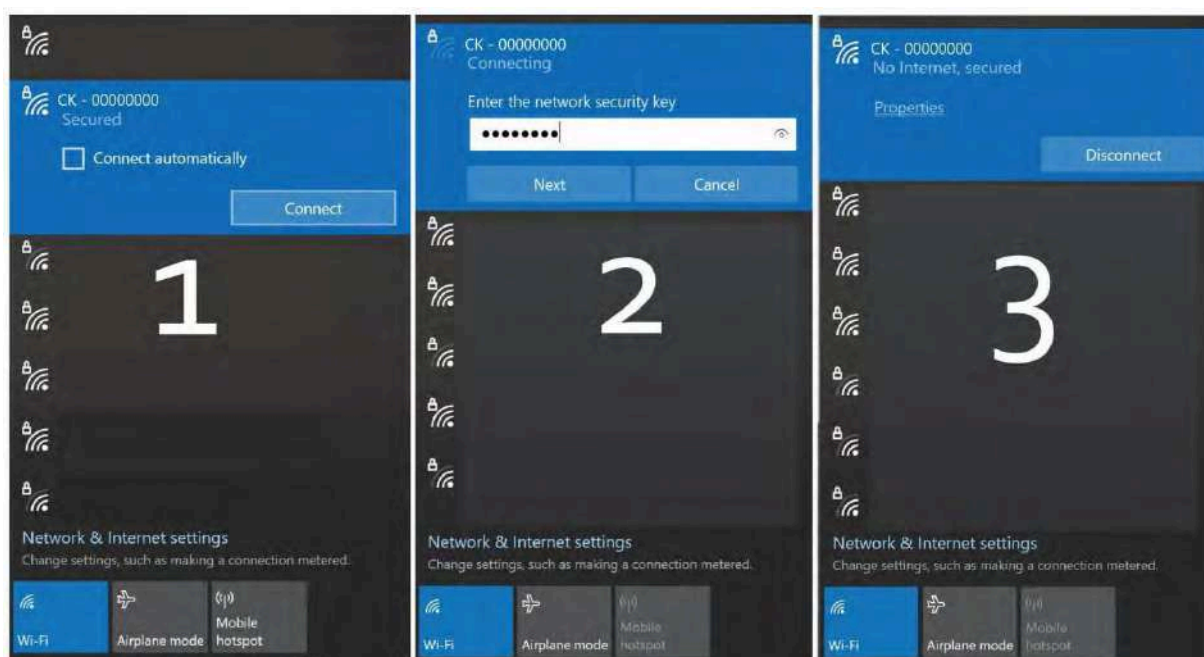 CK - 00000000
Secured
Connect automatically
Connect
1
Network & Internet settings
Change settings, such as making a connection metered.
Wi-Fi
Airplane mode
Mobile
hotspot
CK - 00000000
Connecting
Enter the network security key
••••••••
Next
Cancel
2
Network & Internet settings
Change settings, such as making a connection metered.
Wi-Fi
Airplane mode
Mobile
hotspot
CK - 00000000
No Internet, secured
Properties
Disconnect
3
Network & Internet settings
Change settings, such as making a connection metered.
Wi-Fi
Airplane mode
Mobile
hotspot